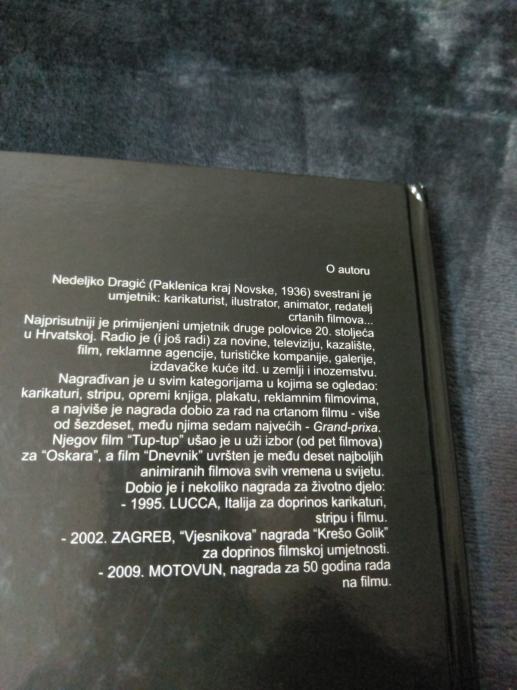 O autoru
Nedeljko Dragić (Paklenica kraj Novske, 1936) svestrani je
umjetnik: karikaturist, ilustrator, animator, redatelj
crtanih filmova...
Najprisutniji je primijenjeni umjetnik druge polovice 20. stoljeća
u Hrvatskoj. Radio je (i još radi) za novine, televiziju, kazalište,
film, reklamne agencije, turističke kompanije, galerije,
izdavačke kuće itd. u zemlji i inozemstvu.
Nagrađivan je u svim kategorijama u kojima se ogledao:
karikaturi, stripu, opremi knjiga, plakatu, reklamnim filmovima,
a najviše je nagrada dobio za rad na crtanom filmu - više
od šezdeset, među njima sedam najvećih - Grand-prixa.
Njegov film “Tup-tup” ušao je u uži izbor (od pet filmova)
za “Oskara”, a film “Dnevnik” uvršten je među deset najboljih
animiranih filmova svih vremena u svijetu.
Dobio je i nekoliko nagrada za životno djelo:
- 1995. LUCCA, Italija za doprinos karikaturi,
stripu i filmu.
- 2002. ZAGREB, “Vjesnikova” nagrada “Krešo Golik”
za doprinos filmskoj umjetnosti.
- 2009. MOTOVUN, nagrada za 50 godina rada
na filmu.